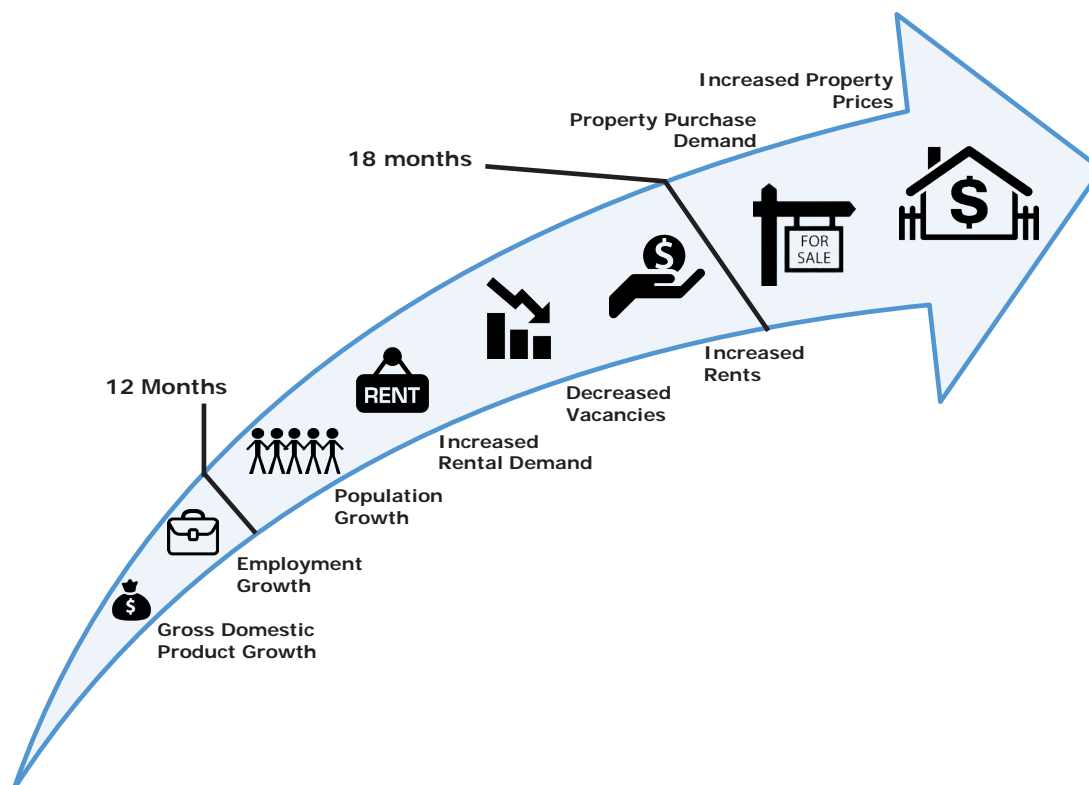 Increased Property
Prices
Property Purchase
Demand
18 months
$
FOR
SALE
$
$
Increased
Rents
12 Months
RENT
Decreased
Vacancies
Increased
Rental Demand
Population
Growth
Employment
Growth
$
Gross Domestic
Product Growth